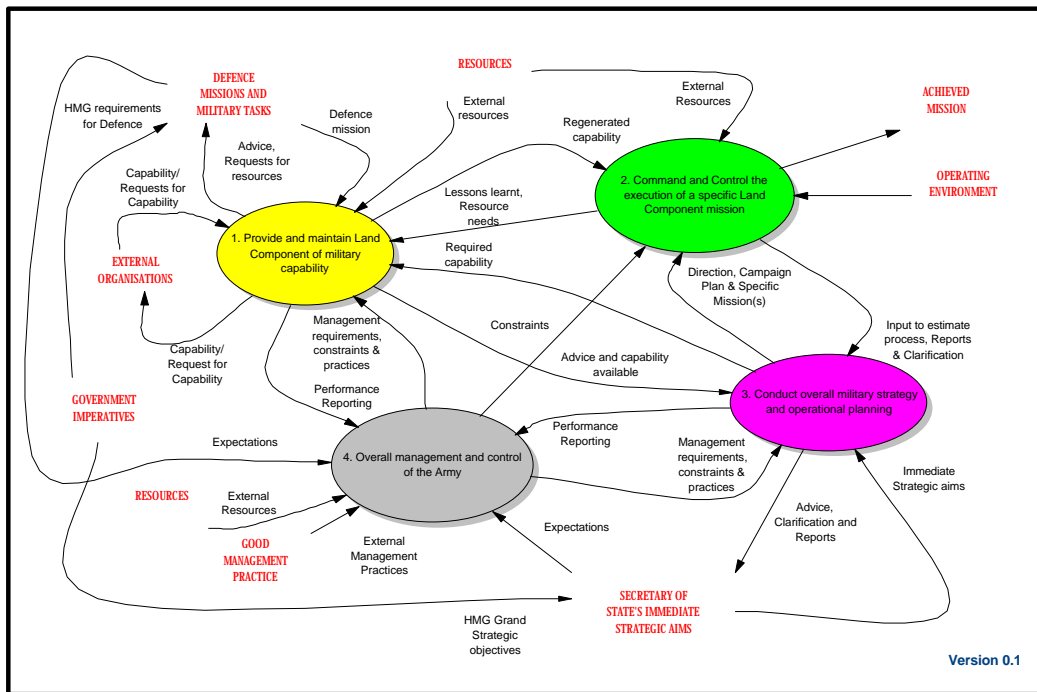 DEFENCE
MISSIONS AND
MILITARY TASKS
RESOURCES
ACHIEVED
MISSION
OPERATING
ENVIRONMENT
HMG requirements
for Defence
Defence
mission
External
resources
External
Resources
Regenerated
capability
Advice,
Requests for
resources
Capability/
Requests for
Capability
Lessons learnt,
Resource
needs
2. Command and Control the
execution of a specific Land
Component mission
1. Provide and maintain Land
Component of military
capability
Required
capability
EXTERNAL
ORGANISATIONS
Direction, Campaign
Plan & Specific
Mission(s)
Management
requirements,
constraints &
practices
Constraints
Input to estimate
process, Reports
& Clarification
Capability/
Request for
Capability
Advice and capability
available
Performance
Reporting
3. Conduct overall military strategy
and operational planning
GOVERNMENT
IMPERATIVES
Expectations
4. Overall management and control
of the Army
Performance
Reporting
Management
requirements,
constraints &
practices
Immediate
Strategic aims
RESOURCES
External
Resources
GOOD
MANAGEMENT
PRACTICE
External
Management
Practices
Expectations
Advice,
Clarification and
Reports
SECRETARY OF
STATE'S IMMEDIATE
STRATEGIC AIMS
HMG Grand
Strategic
objectives
Version 0.1